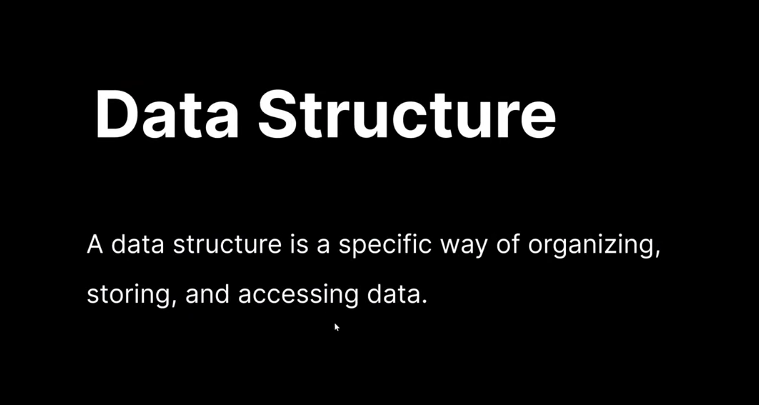 Data Structure
A data structure is a specific way of organizing,
storing, and accessing data.